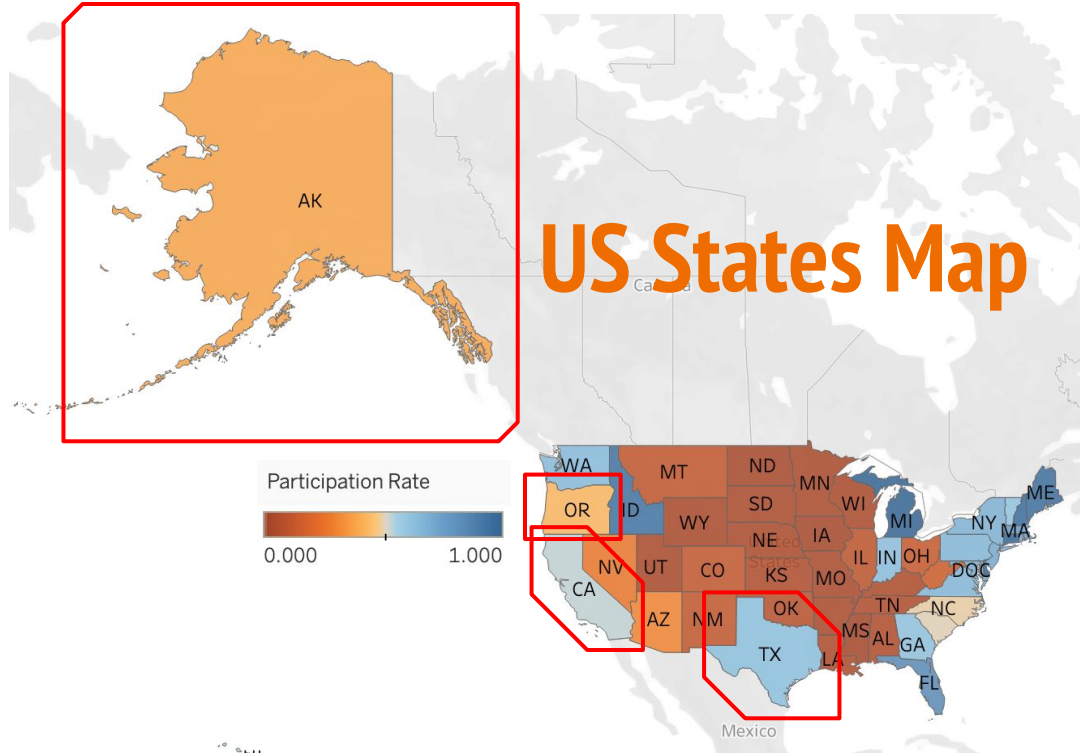 AK
US States Map
WA
MT
ND
MN
ME
Participation Rate
OR
ID
SD
WI
MI
NY
MA
WY
NE
IA
0.000
1.000
United
States
IL
IN
OH
NV
UT
CO
KS
MO
DOC
CA
AZ
NM
OK
TN
NC
MS
AL
GA
TX
LA
FL
Mexico